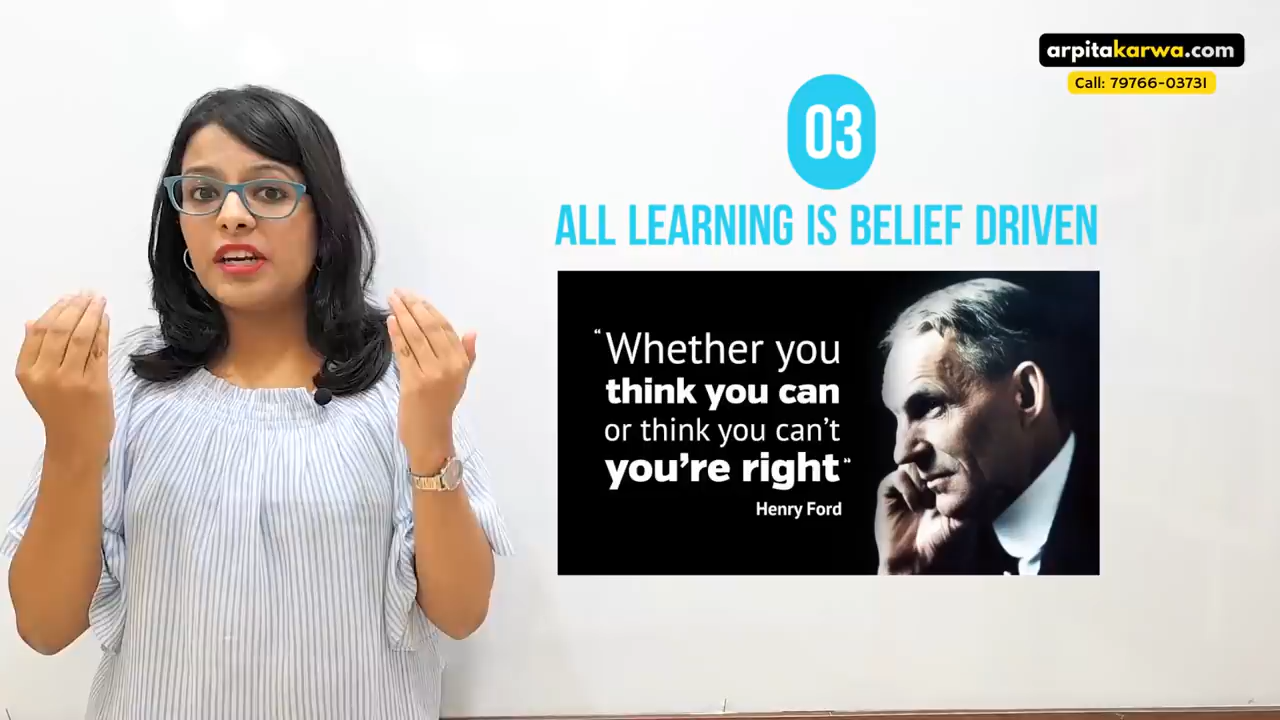 arpitakarwa.com
Call: 79766-03731
03
ALL LEARNING IS BELIEF DRIVEN
“Whether you
think you can
or think you can’t
you’re right”
Henry Ford